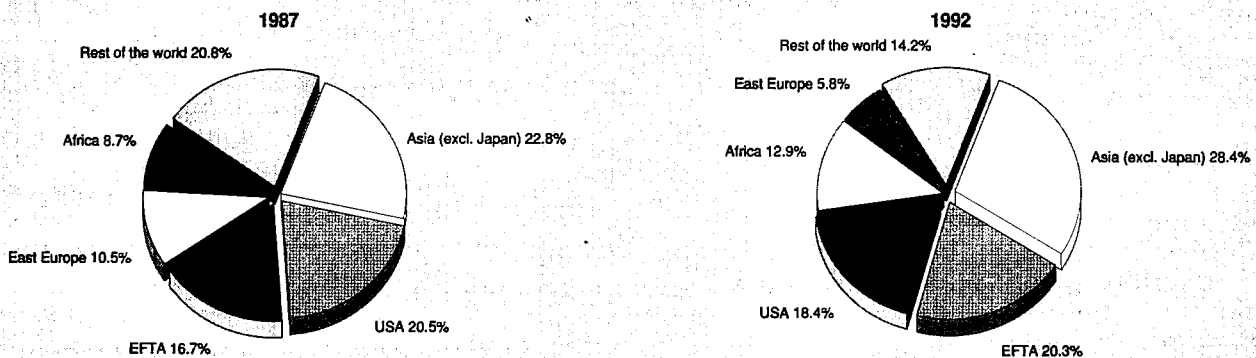 1987
Rest of the world 20.8%
Africa 8.7%
Asia (excl. Japan) 22.8%
East Europe 10.5%
USA 20.5%
EFTA 16.7%
1992
Rest of the world 14.2%
East Europe 5.8%
Africa 12.9%
Asia (excl. Japan) 28.4%
USA 18.4%
EFTA 20.3%